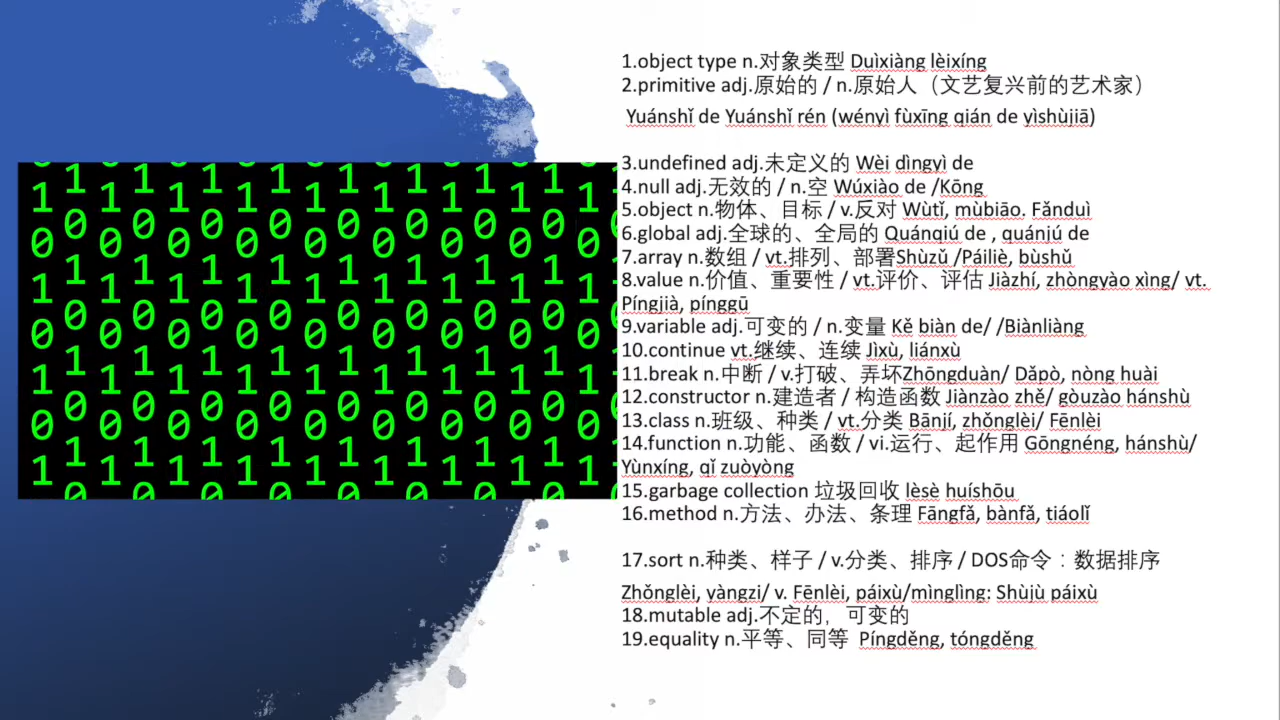 1.object type n.对象类型 Duìxiàng lèixíng
2.primitive adj.原始的 / n.原始人（文艺复兴前的艺术家）
Yuánshǐ de Yuánshǐ rén (wényì fùxīng qián de yìshùjiā)
3.undefined adj.未定义的 Wèi dìngyì de
4.null adj.无效的 / n.空 Wúxiào de /Kōng
5.object n.物体、目标 / v.反对 Wùtǐ, mùbiāo, Fǎnduì
6.global adj.全球的、全局的 Quánqiú de , quánjú de
7.array n.数组 / vt.排列、部署Shùzǔ /Páiliè, bùshǔ
8.value n.价值、重要性 / vt.评价、评估 Jiàzhí, zhòngyào xìng/ vt.
Píngjià, pínggū
9.variable adj.可变的 / n.变量 Kě biàn de/ /Biànliàng
10.continue vt.继续、连续 Jìxù, liánxù
11.break n.中断 / v.打破、弄坏Zhōngduàn/ Dǎpò, nòng huài
12.constructor n.建造者 / 构造函数 Jiànzào zhě/ gòuzào hánshù
13.class n.班级、种类 / vt.分类 Bānjí, zhǒnglèi/ Fēnlèi
14.function n.功能、函数 / vi.运行、起作用 Gōngnéng, hánshù/
Yùnxíng, qǐ zuòyòng
15.garbage collection 垃圾回收 lèsè huíshōu
16.method n.方法、办法、条理 Fāngfǎ, bànfǎ, tiáolǐ
17.sort n.种类、样子 / v.分类、排序 / DOS命令：数据排序
Zhǒnglèi, yàngzi/ v. Fēnlèi, páixù/mìnglìng: Shùjù páixù
18.mutable adj.不定的，可变的
19.equality n.平等、同等 Píngděng, tóngděng